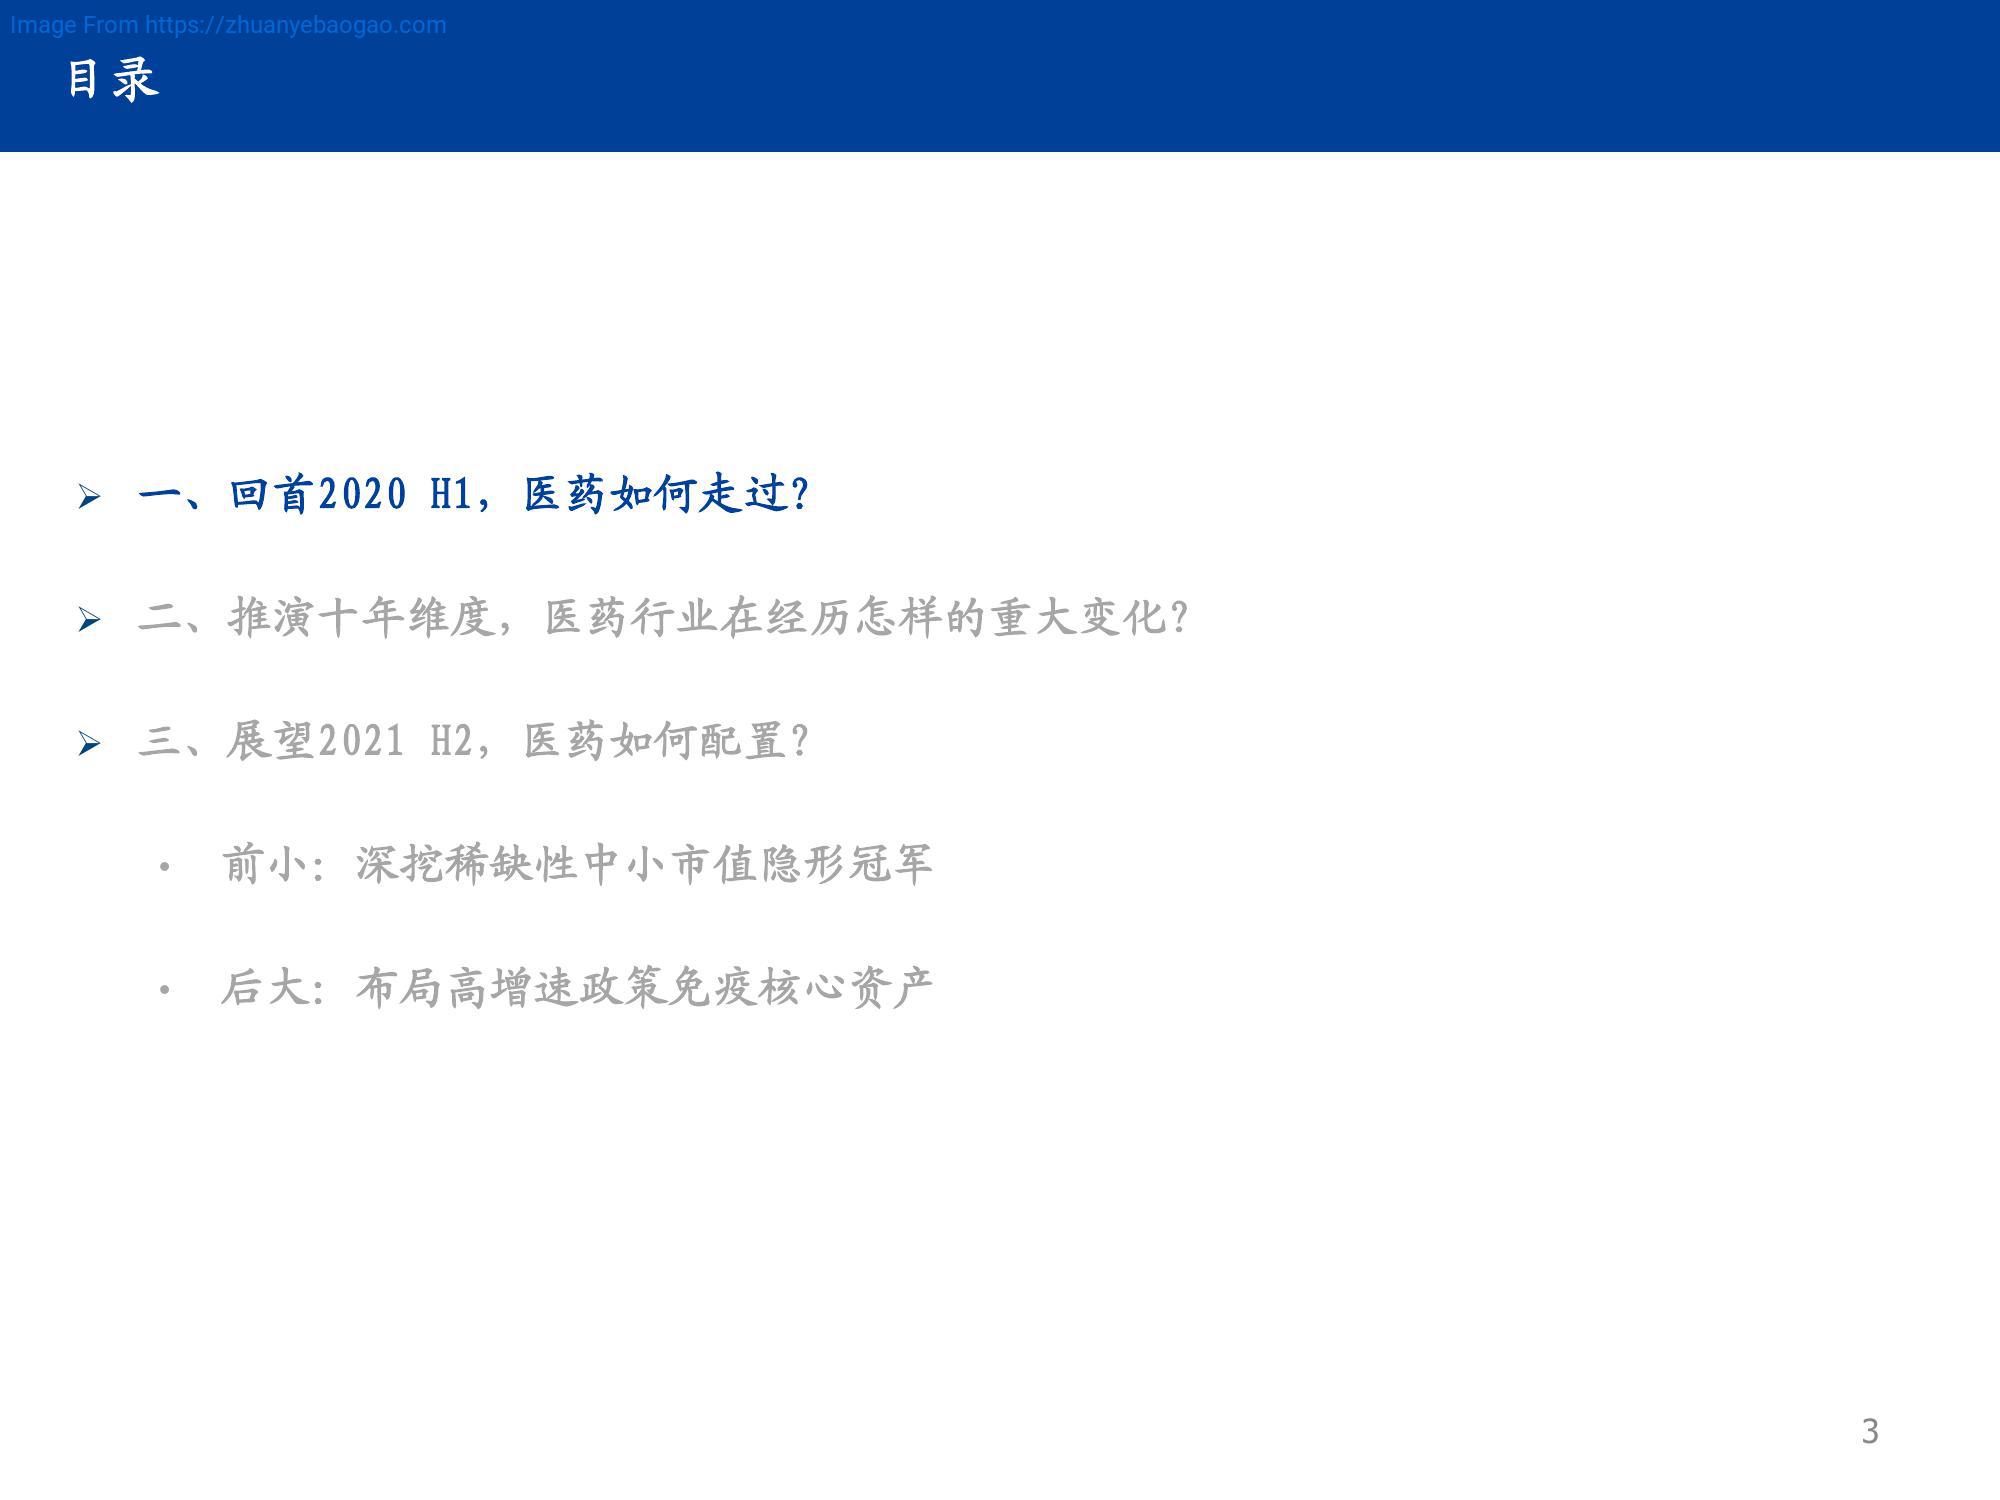 Image From https://zhuanyebaogao.com
目录
➢ 一、回首2020 H1，医药如何走过？
➢ 二、推演十年维度，医药行业在经历怎样的重大变化？
➢ 三、展望2021 H2，医药如何配置？
• 前小：深挖稀缺性中小市值隐形冠军
• 后大：布局高增速政策免疫核心资产
3